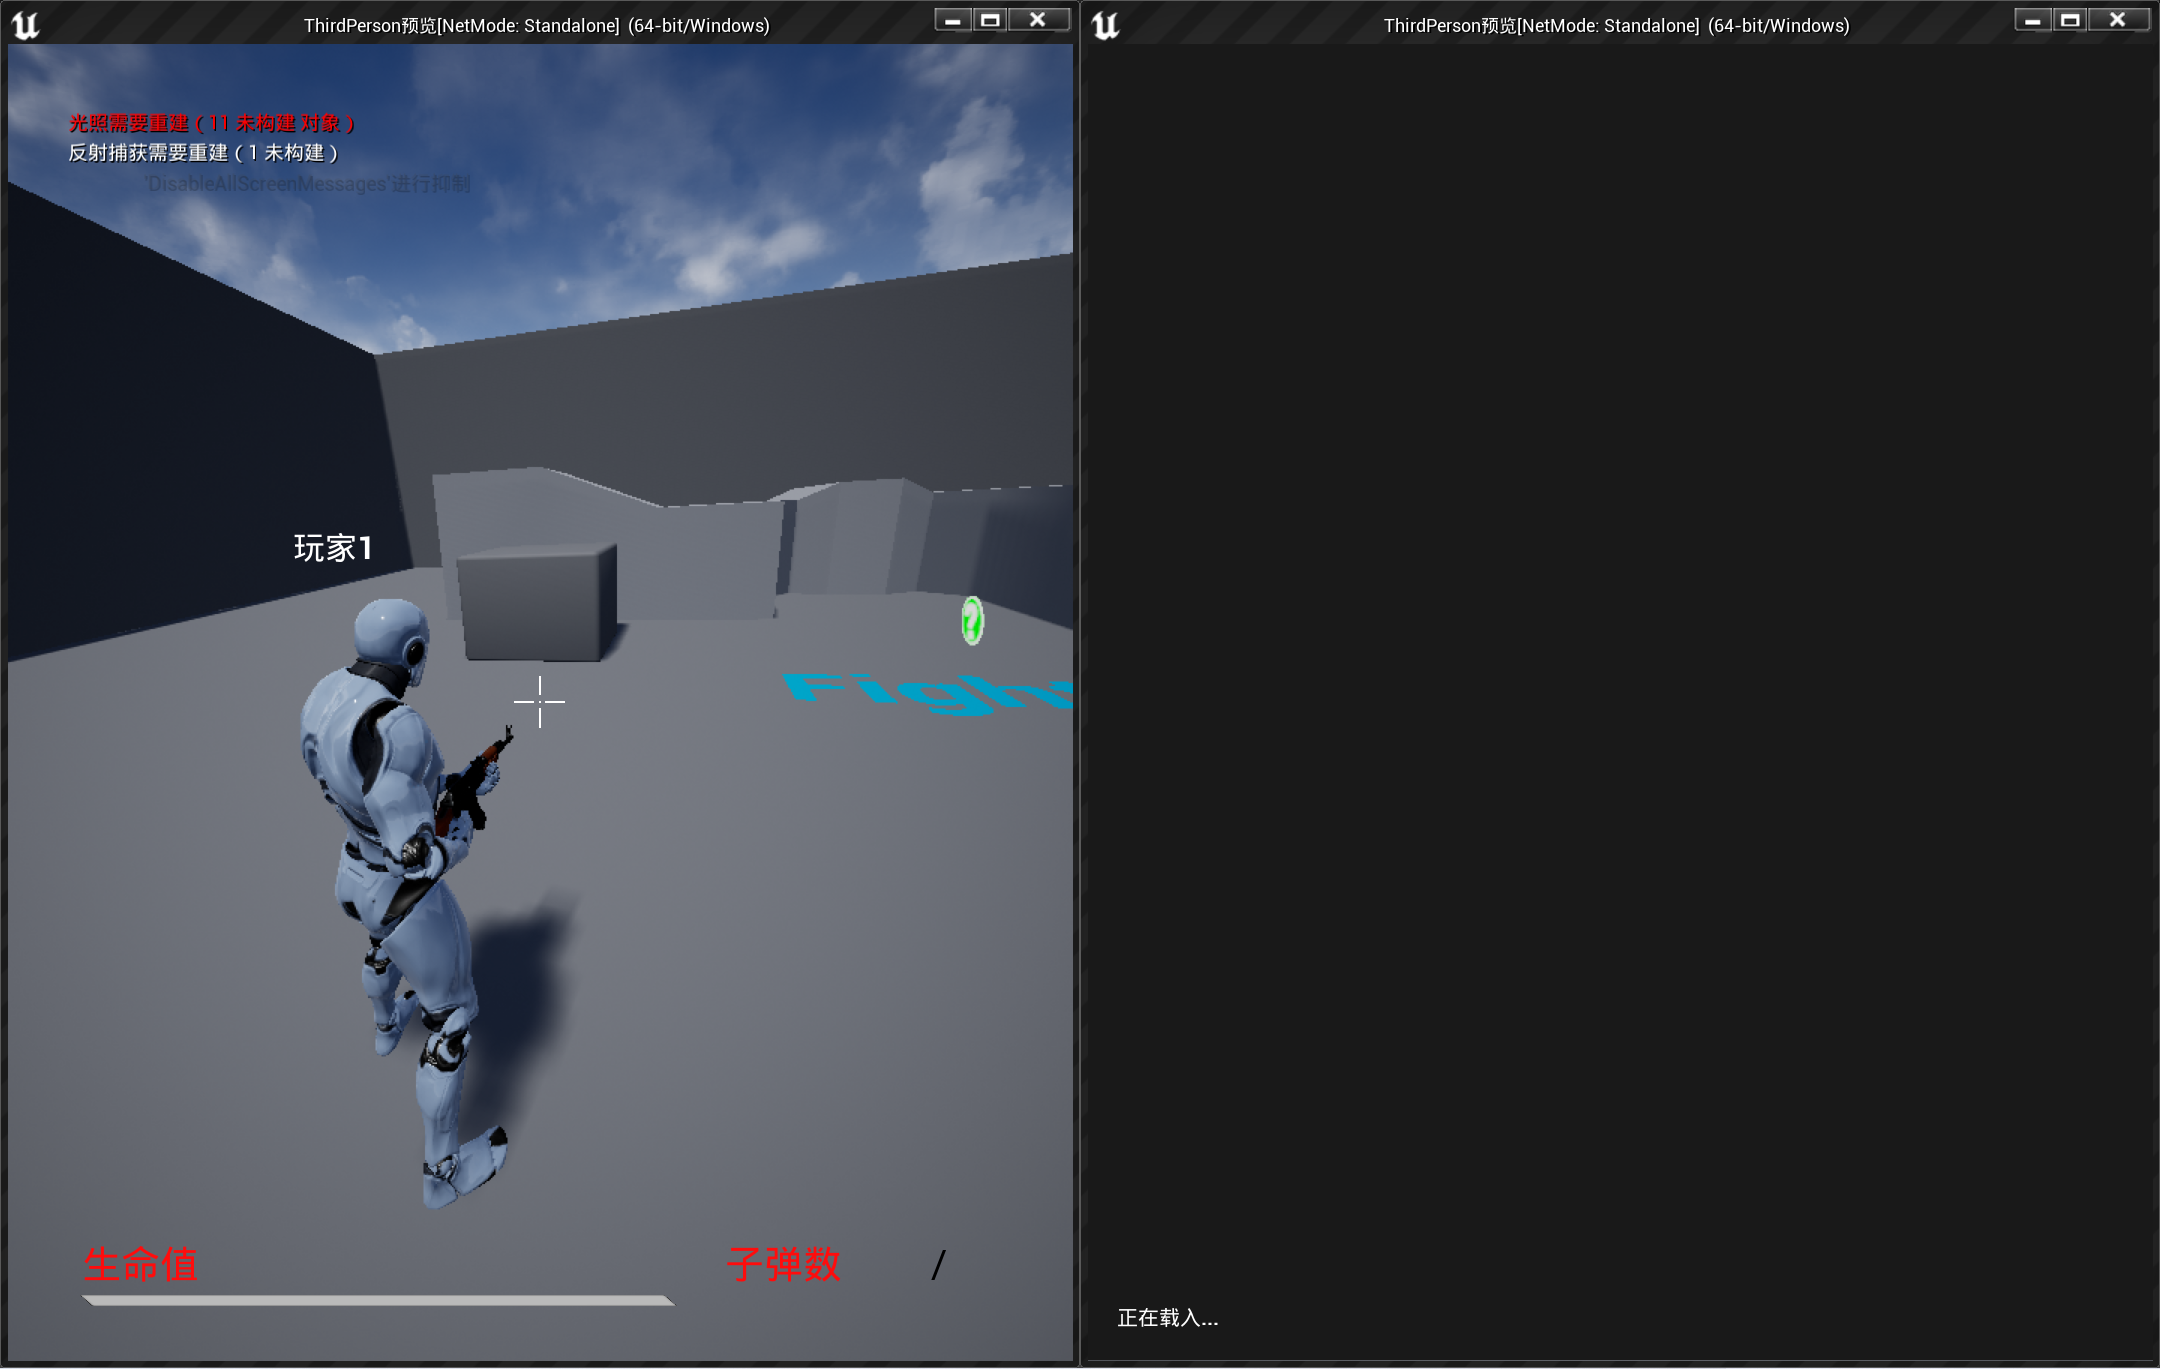 ThirdPerson预览[NetMode: Standalone] (64-bit/Windows)
光照需要重建 ( 11 未构建 对象 )
反射捕获需要重建 ( 1 未构建 )
'DisableAllScreenMessages'进行抑制
玩家1
Figh
生命值
子弹数 /
ThirdPerson预览[NetMode: Standalone] (64-bit/Windows)
正在载入...